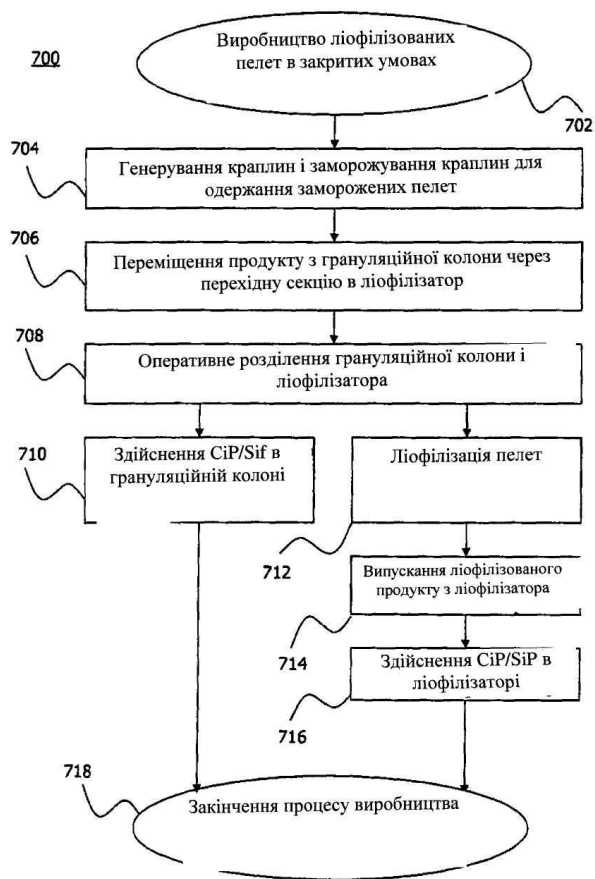 700
Виробництво ліофілізованих
пелет в закритих умовах
702
704
Генерування краплин і заморожування краплин для
одержання заморожених пелет
706
Переміщення продукту з грануляційної колони через
перехідну секцію в ліофілізатор
708
Оперативне розділення грануляційної колони і
ліофілізатора
710
Здійснення CiP/Sif в
грануляційній колоні
Ліофілізація пелет
712
Випускання ліофілізованого
продукту з ліофілізатора
714
Здійснення CiP/SiP в
ліофілізаторі
716
718
Закінчення процесу виробництва